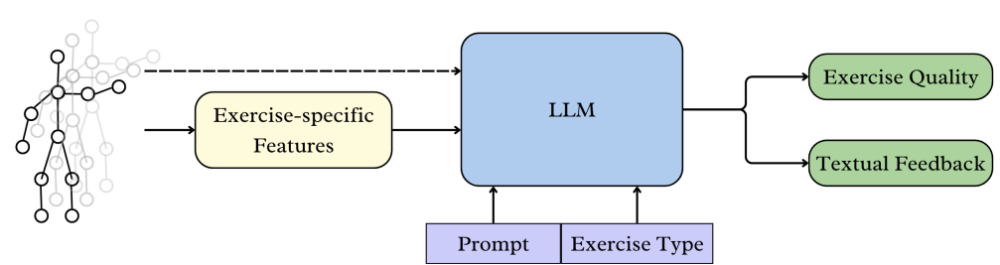 Exercise-specific
Features
LLM
Exercise Quality
Textual Feedback
Prompt
Exercise Type